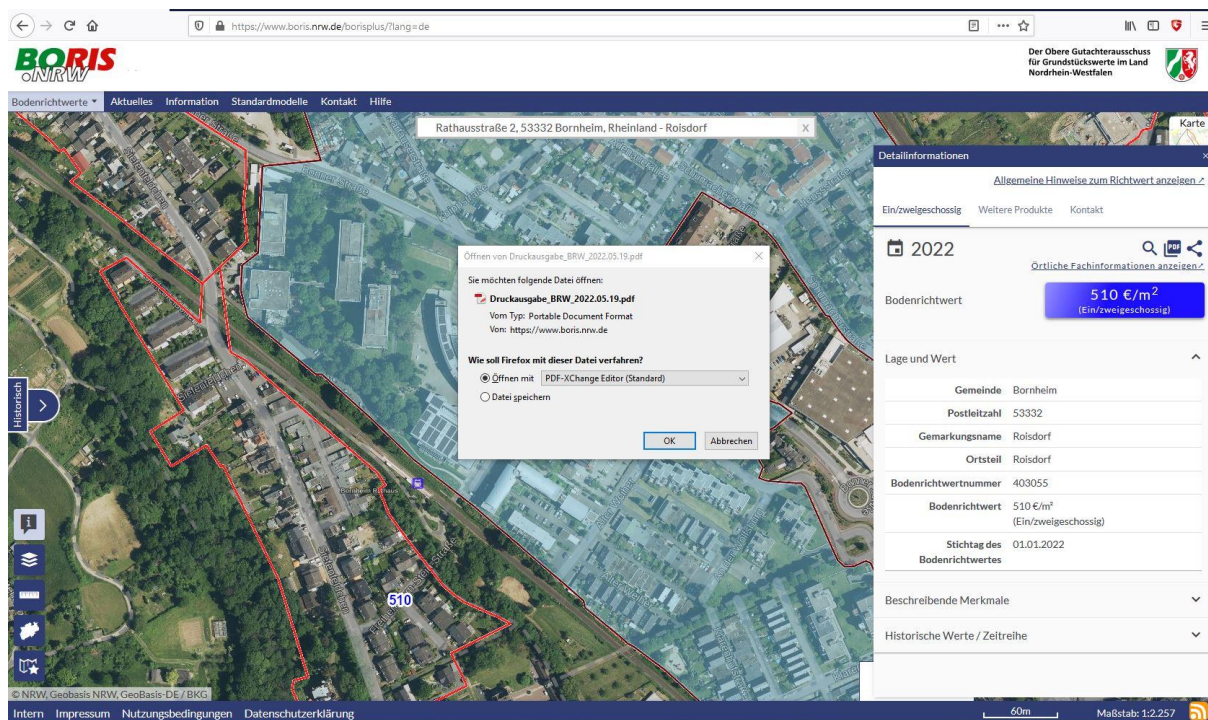 https://www.boris.nrw.de/borisplus/?lang=de
BORIS
.NRW
Der Obere Gutachterausschuss
für Grundstückswerte im Land
Nordrhein-Westfalen
Bodenrichtwerte Aktuelles Information Standardmodelle Kontakt Hilfe
Rathausstraße 2, 53332 Bornheim, Rheinland - Roisdorf X
Karte
Detailinformationen
Allgemeine Hinweise zum Richtwert anzeigen
Ein/zweigeschossig Weitere Produkte Kontakt
2022
PDF
Örtliche Fachinformationen anzeigen
Bodenrichtwert
510 €/m²
(Ein/zweigeschossig)
Lage und Wert
Gemeinde Bornheim
Postleitzahl 53332
Gemarkungsname Roisdorf
Ortsteil Roisdorf
Bodenrichtwertnummer 403055
Bodenrichtwert 510 €/m²
(Ein/zweigeschossig)
Stichtag des 01.01.2022
Bodenrichtwertes
Beschreibende Merkmale
Historische Werte / Zeitreihe
Öffnen von Druckausgabe_BRW_2022.05.19.pdf
Sie möchten folgende Datei öffnen:
Druckausgabe_BRW_2022.05.19.pdf
Vom Typ: Portable Document Format
Von: https://www.boris.nrw.de
Wie soll Firefox mit dieser Datei verfahren?
Öffnen mit PDF-XChange Editor (Standard)
Datei speichern
OK Abbrechen
Historisch
Bornheim Rathaus
510
© NRW, Geobasis NRW, GeoBasis-DE / BKG
Intern Impressum Nutzungsbedingungen Datenschutzerklärung
60m Maßstab: 1:2.257